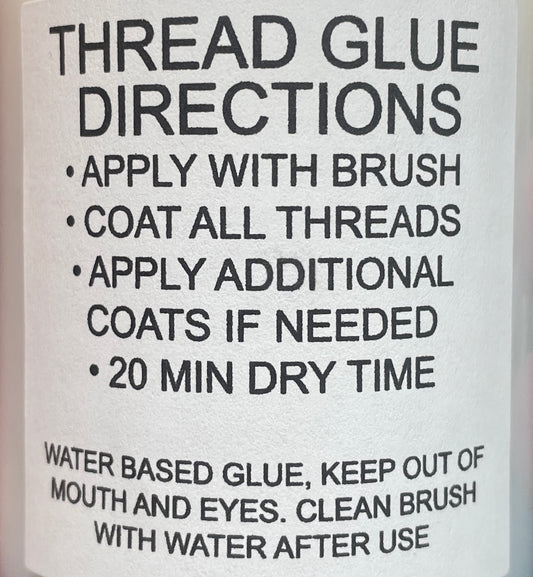 THREAD GLUE
DIRECTIONS
• APPLY WITH BRUSH
• COAT ALL THREADS
• APPLY ADDITIONAL
COATS IF NEEDED
• 20 MIN DRY TIME
WATER BASED GLUE, KEEP OUT OF
MOUTH AND EYES. CLEAN BRUSH
WITH WATER AFTER USE